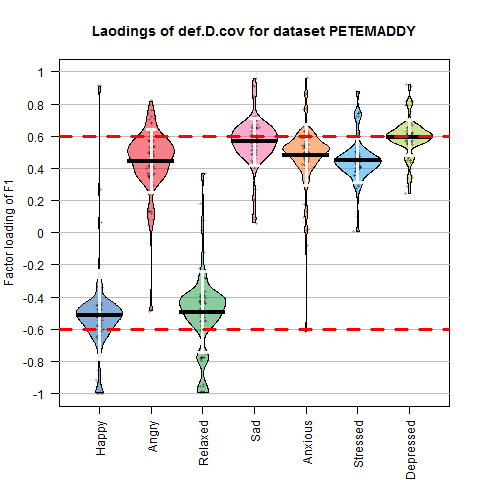 Laodings of def.D.cov for dataset PETEMADDY
Factor loading of F1
1
0.8
0.6
0.4
0.2
0
-0.2
-0.4
-0.6
-0.8
-1
Happy
Angry
Relaxed
Sad
Anxious
Stressed
Depressed